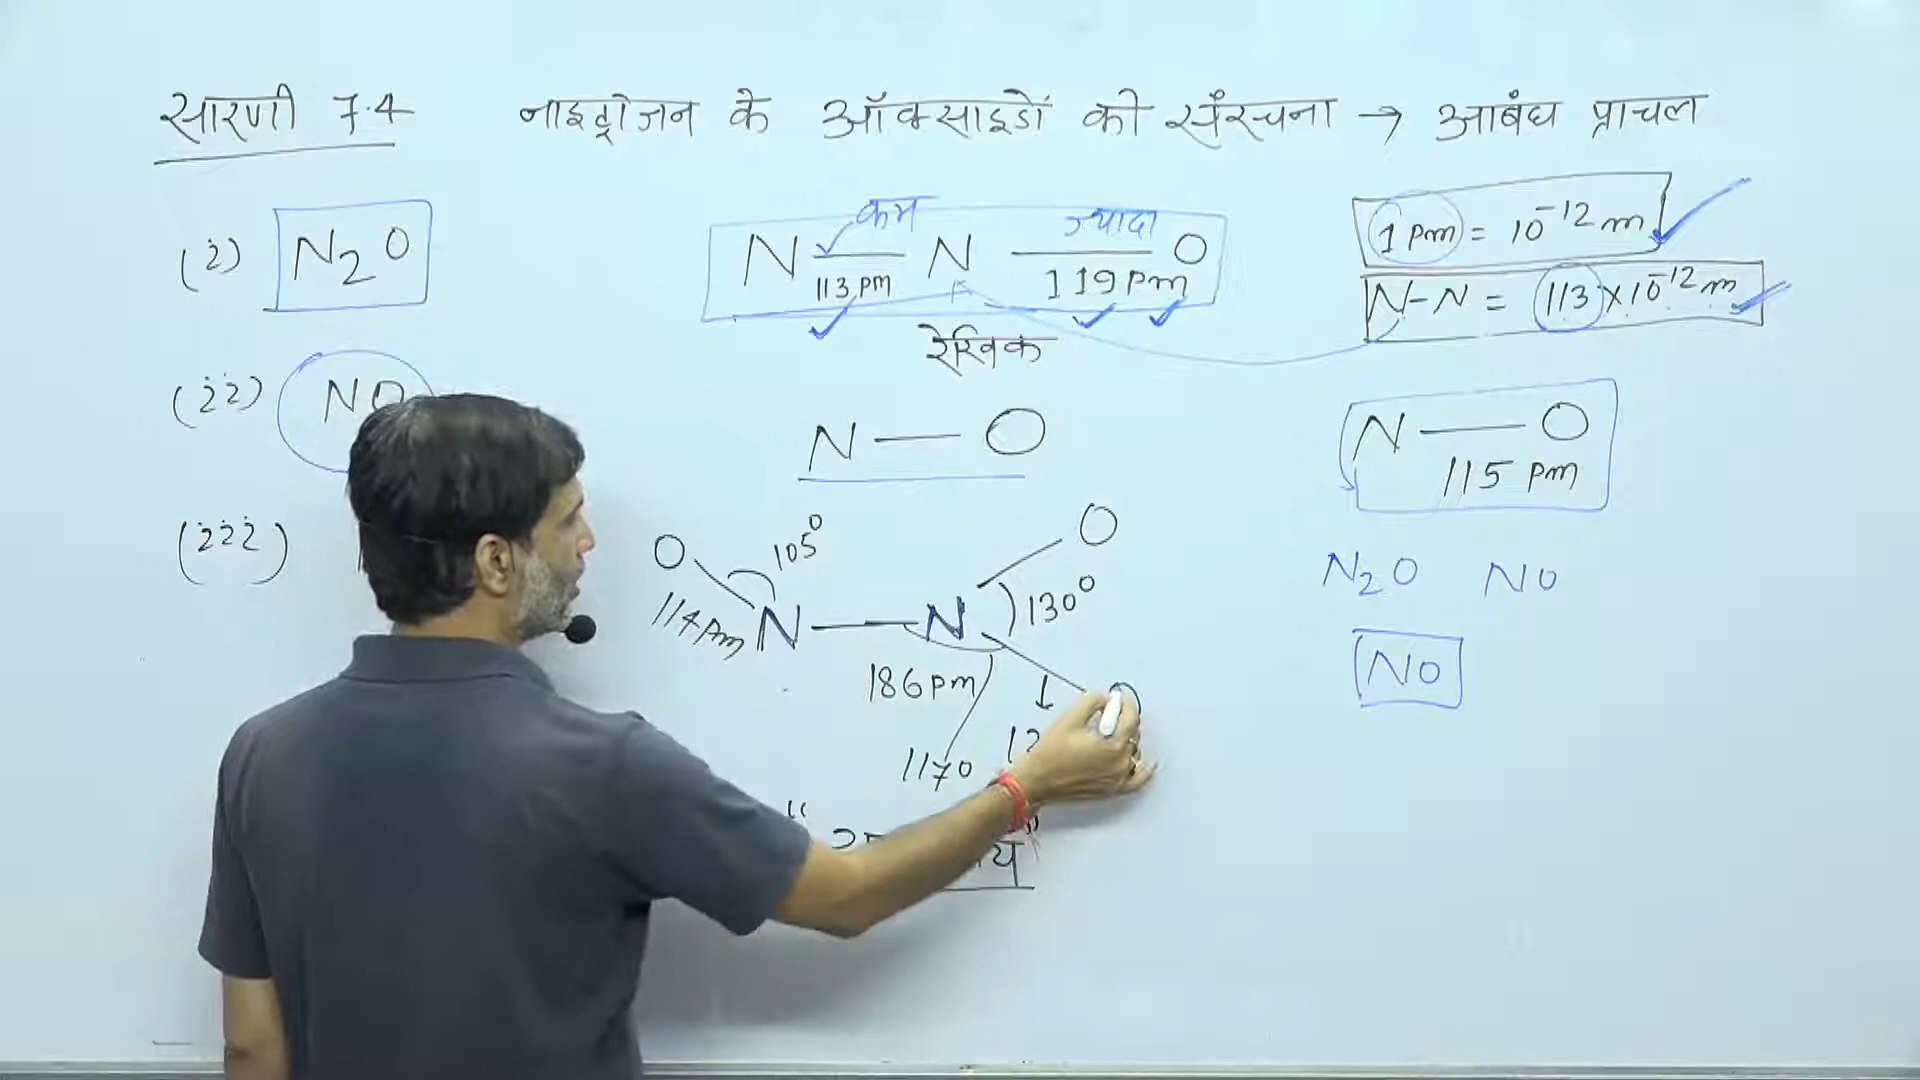 सारणी 7.4 नाइट्रोजन के ऑक्साइडों की संरचना → आबंध प्राचल
(i) N2O
कम ज्यादा
N — N — O
113 pm 119 pm
रेखिक
1 pm = 10⁻¹² m
N-N = 113 × 10⁻¹² m
(ii) NO
N — O
N — O
115 pm
(iii)
O 105° O
N — N 130°
114 pm
186 pm
117°
O
N2O NO
NO